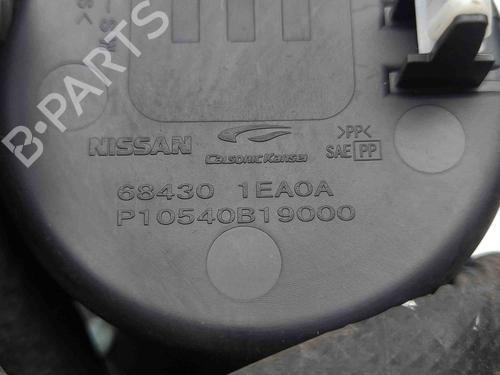 B-PARTS
NISSAN
CalsonicKansei
>PP<
SAE PP
68430 1EA0A
P10540B19000